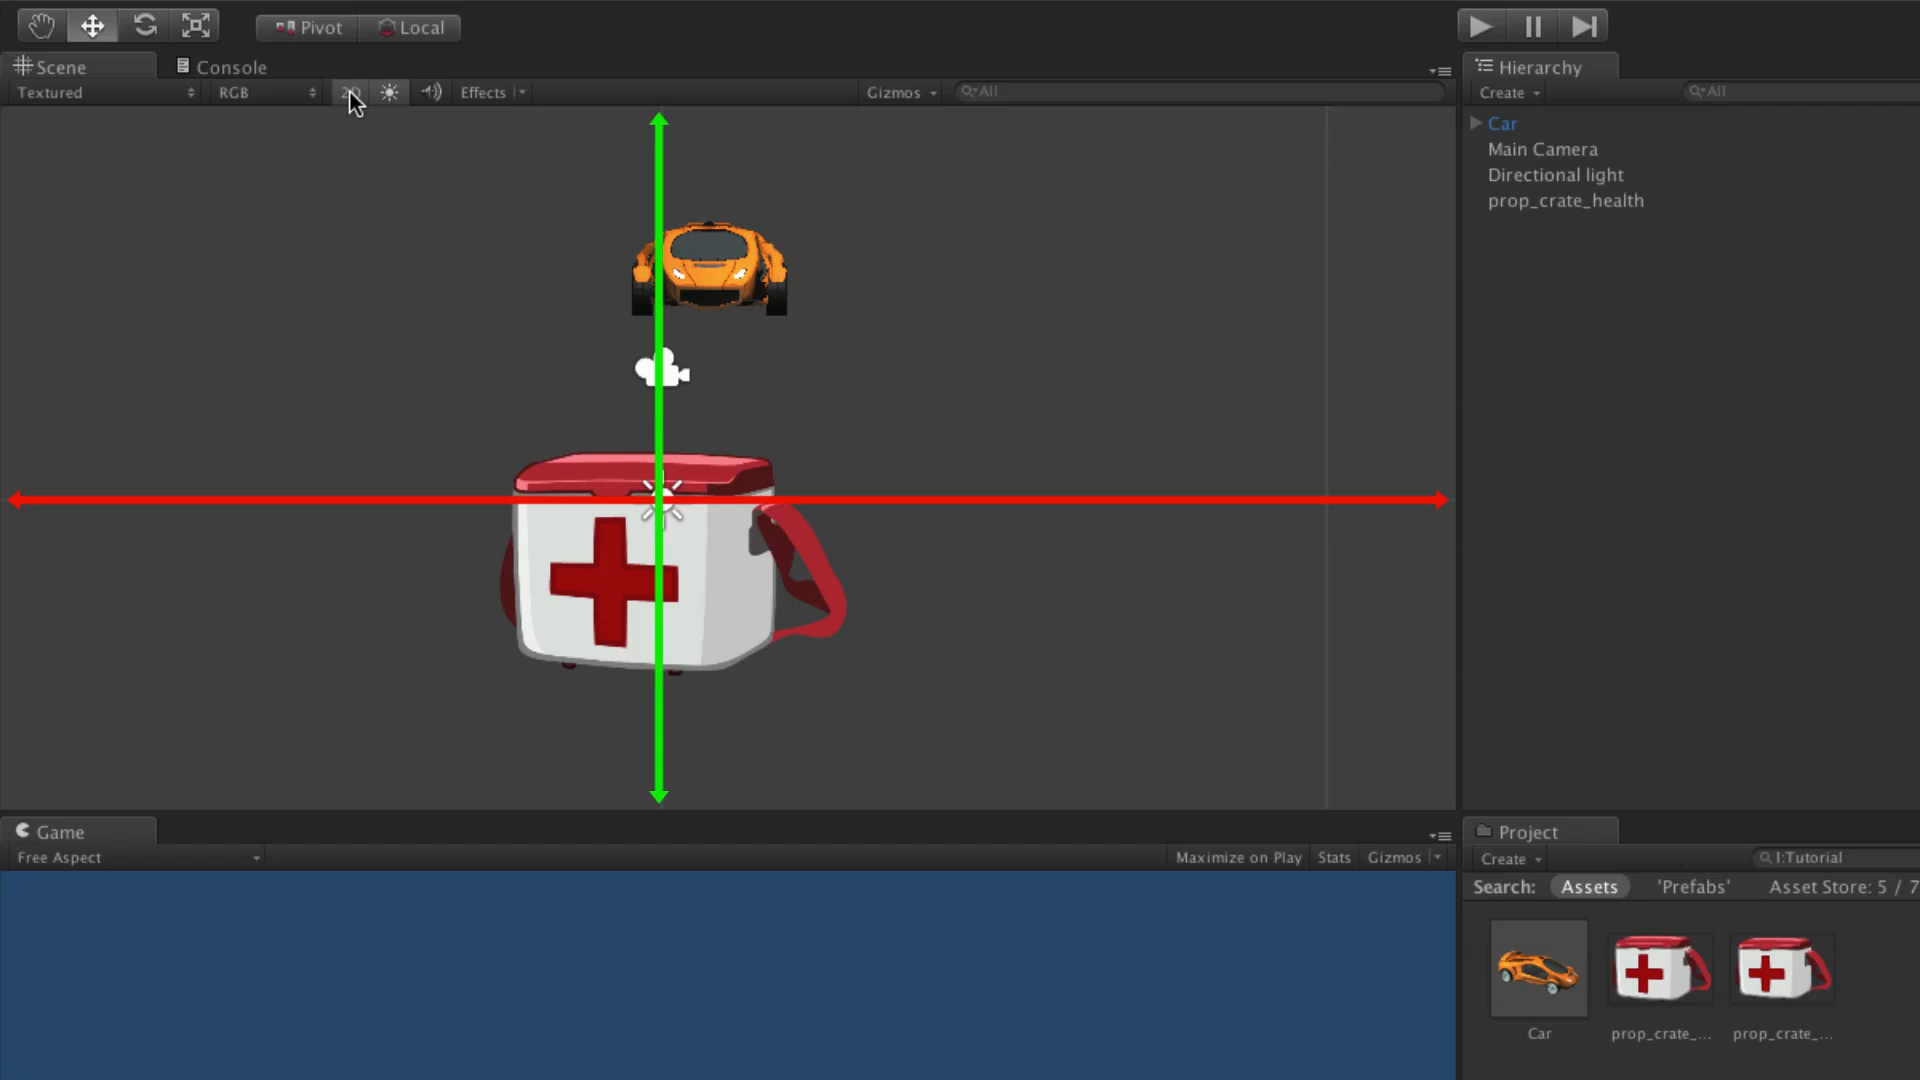 Pivot Local
Scene Console
Textured RGB Effects Gizmos All
Hierarchy
Create All
Car
Main Camera
Directional light
prop_crate_health
Game
Free Aspect Maximize on Play Stats Gizmos
Project
Create l:Tutorial
Search: Assets 'Prefabs' Asset Store: 5 / 7
Car prop_crate_... prop_crate_...